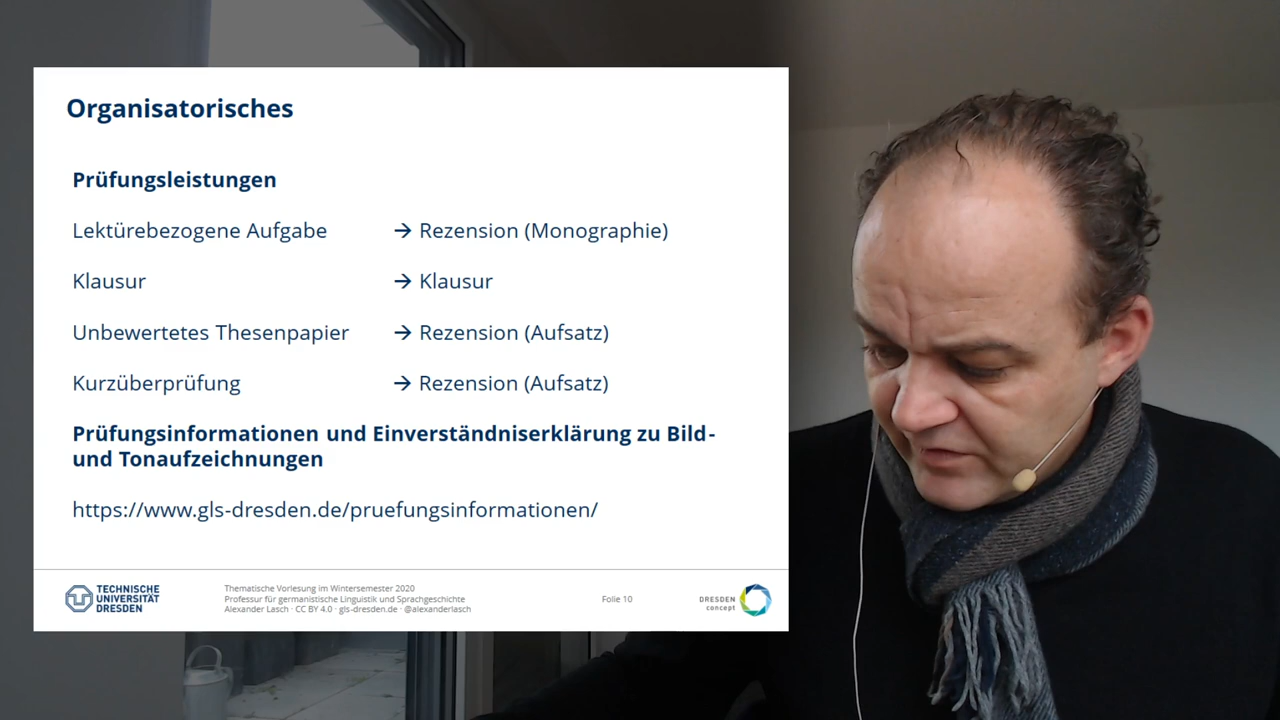 Organisatorisches
Prüfungsleistungen
Lektürebezogene Aufgabe → Rezension (Monographie)
Klausur → Klausur
Unbewertetes Thesenpapier → Rezension (Aufsatz)
Kurzüberprüfung → Rezension (Aufsatz)
Prüfungsinformationen und Einverständniserklärung zu Bild-
und Tonaufzeichnungen
https://www.gls-dresden.de/pruefungsinformationen/
TECHNISCHE
UNIVERSITÄT
DRESDEN
Thematische Vorlesung im Wintersemester 2020
Professur für germanistische Linguistik und Sprachgeschichte
Alexander Lasch · CC BY 4.0 · gls-dresden.de · @alexanderlasch
Folie 10
DRESDEN
concept